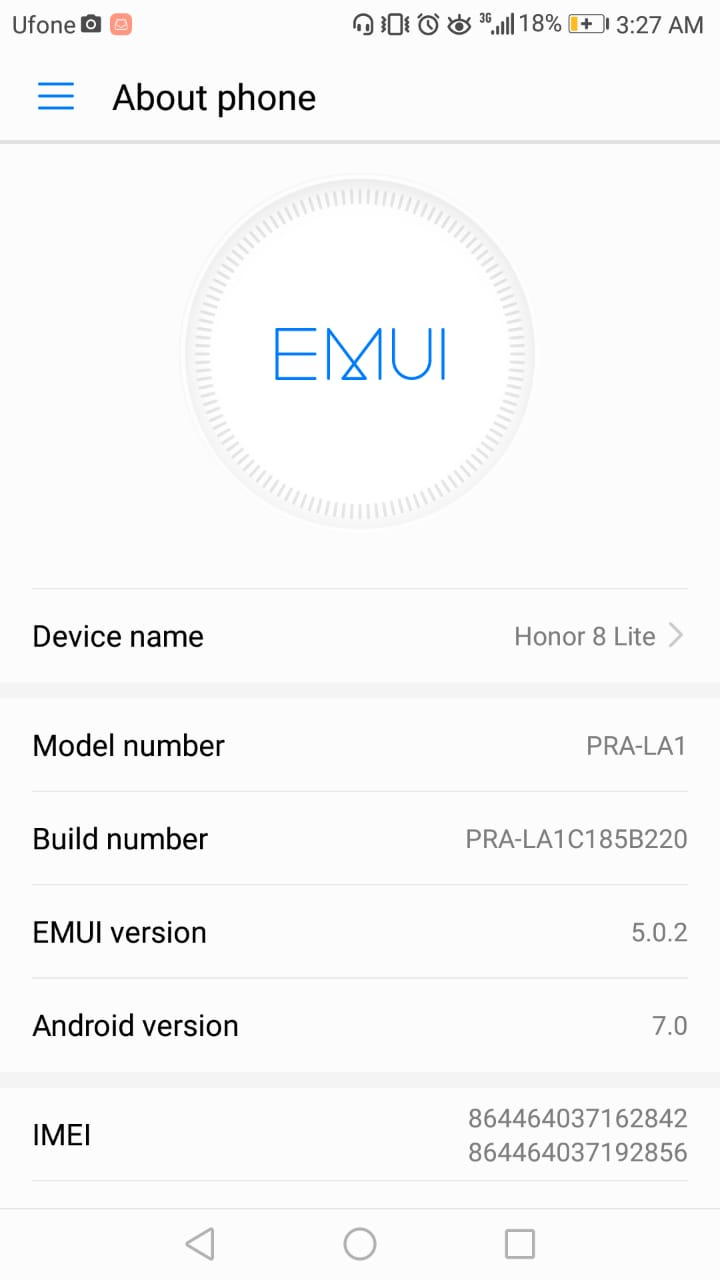 Ufone 3G 18% 3:27 AM
About phone
EMUI
Device name Honor 8 Lite
Model number PRA-LA1
Build number PRA-LA1C185B220
EMUI version 5.0.2
Android version 7.0
IMEI 864464037162842
864464037192856